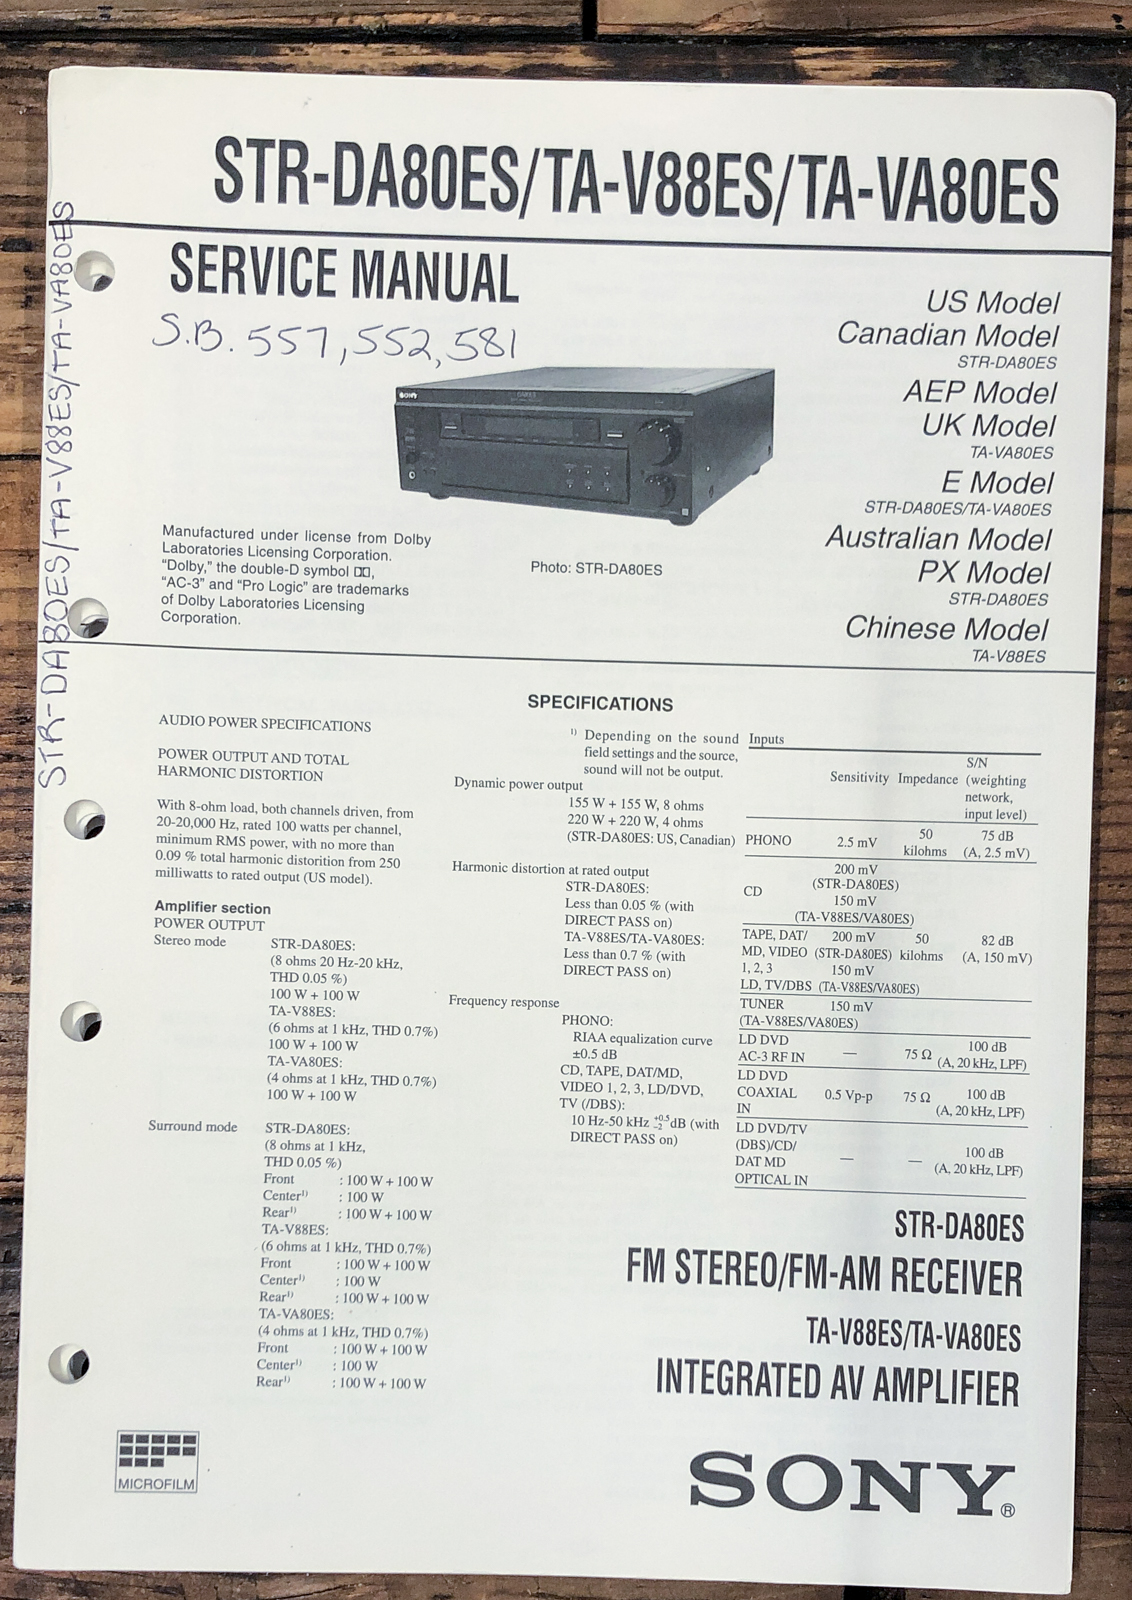 STR-DA80ES/TA-V88ES/TA-VA80ES
SERVICE MANUAL
S.B. 557, 552, 581
STR-DA80ES/TA-V88ES/TA-VA80ES
US Model
Canadian Model
STR-DA80ES
AEP Model
UK Model
TA-VA80ES
E Model
STR-DA80ES/TA-VA80ES
Australian Model
PX Model
STR-DA80ES
Chinese Model
TA-V88ES
SONY
Manufactured under license from Dolby
Laboratories Licensing Corporation.
“Dolby,” the double-D symbol DD,
“AC-3” and “Pro Logic” are trademarks
of Dolby Laboratories Licensing
Corporation.
Photo: STR-DA80ES
SPECIFICATIONS
AUDIO POWER SPECIFICATIONS
POWER OUTPUT AND TOTAL
HARMONIC DISTORTION
With 8-ohm load, both channels driven, from
20-20,000 Hz, rated 100 watts per channel,
minimum RMS power, with no more than
0.09 % total harmonic distorition from 250
milliwatts to rated output (US model).
Amplifier section
POWER OUTPUT
Stereo mode STR-DA80ES:
(8 ohms 20 Hz-20 kHz,
THD 0.05 %)
100 W + 100 W
TA-V88ES:
(6 ohms at 1 kHz, THD 0.7%)
100 W + 100 W
TA-VA80ES:
(4 ohms at 1 kHz, THD 0.7%)
100 W + 100 W
Surround mode STR-DA80ES:
(8 ohms at 1 kHz,
THD 0.05 %)
Front : 100 W + 100 W
Center1) : 100 W
Rear1) : 100 W + 100 W
TA-V88ES:
(6 ohms at 1 kHz, THD 0.7%)
Front : 100 W + 100 W
Center1) : 100 W
Rear1) : 100 W + 100 W
TA-VA80ES:
(4 ohms at 1 kHz, THD 0.7%)
Front : 100 W + 100 W
Center1) : 100 W
Rear1) : 100 W + 100 W
1) Depending on the sound
field settings and the source,
sound will not be output.
Dynamic power output
155 W + 155 W, 8 ohms
220 W + 220 W, 4 ohms
(STR-DA80ES: US, Canadian)
Harmonic distortion at rated output
STR-DA80ES:
Less than 0.05 % (with
DIRECT PASS on)
TA-V88ES/TA-VA80ES:
Less than 0.7 % (with
DIRECT PASS on)
Frequency response
PHONO:
RIAA equalization curve
±0.5 dB
CD, TAPE, DAT/MD,
VIDEO 1, 2, 3, LD/DVD,
TV (/DBS):
10 Hz-50 kHz +0.5 -2 dB (with
DIRECT PASS on)
Inputs
Sensitivity Impedance S/N
(weighting
network,
input level)
PHONO 2.5 mV 50 kilohms 75 dB (A, 2.5 mV)
CD 200 mV
(STR-DA80ES)
150 mV
(TA-V88ES/VA80ES)
TAPE, DAT/ 200 mV 50 82 dB
MD, VIDEO (STR-DA80ES) kilohms (A, 150 mV)
1, 2, 3 150 mV
LD, TV/DBS (TA-V88ES/VA80ES)
TUNER 150 mV
(TA-V88ES/VA80ES)
LD DVD
AC-3 RF IN — 75 Ω 100 dB (A, 20 kHz, LPF)
LD DVD
COAXIAL 0.5 Vp-p 75 Ω 100 dB
IN (A, 20 kHz, LPF)
LD DVD/TV
(DBS)/CD/ 100 dB
DAT MD — — (A, 20 kHz, LPF)
OPTICAL IN
STR-DA80ES
FM STEREO/FM-AM RECEIVER
TA-V88ES/TA-VA80ES
INTEGRATED AV AMPLIFIER
MICROFILM
SONY®